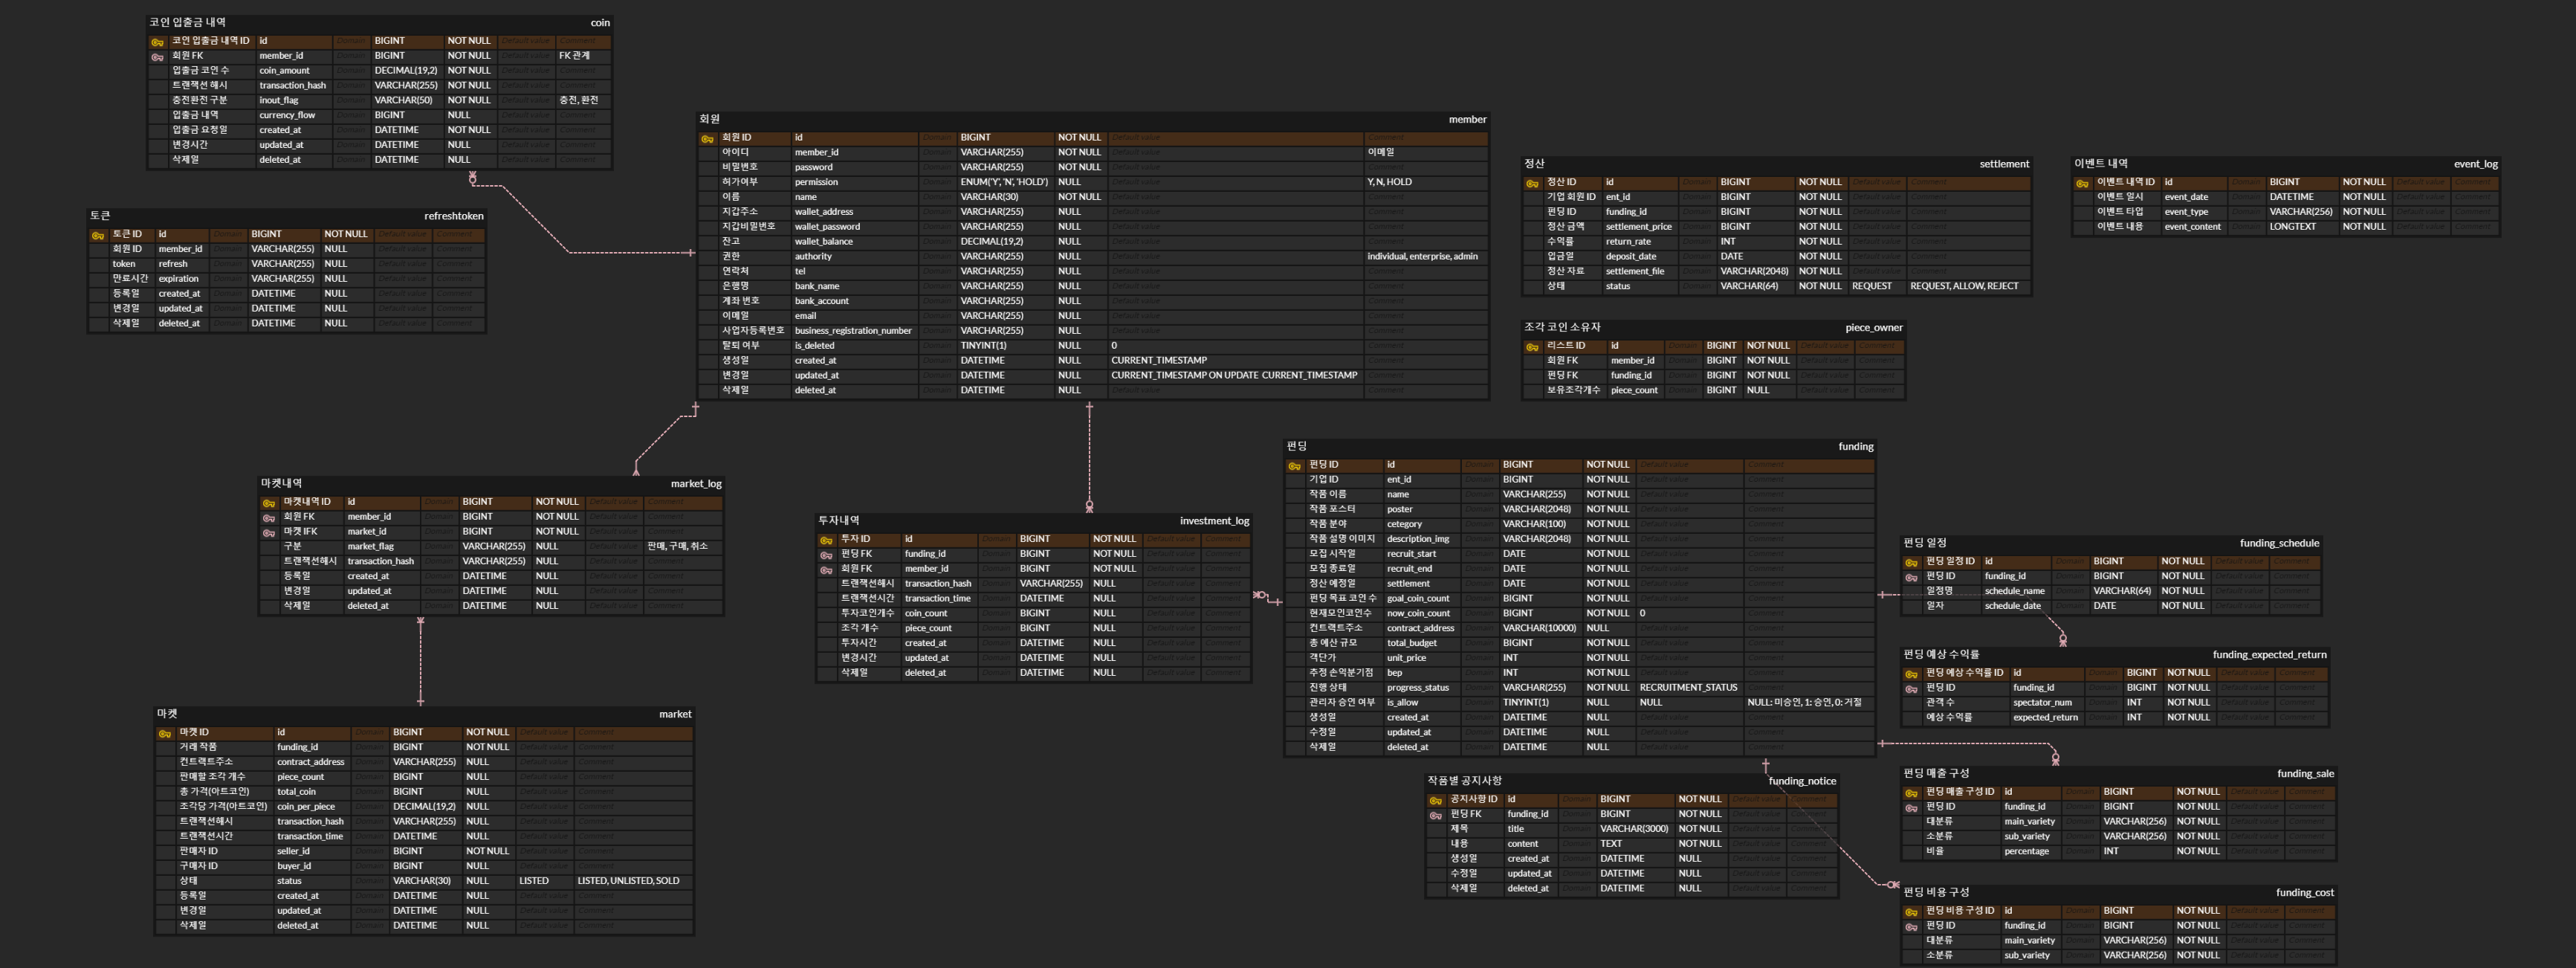 코인 입출금 내역 coin
코인 입출금 내역 ID id Domain BIGINT NOT NULL Default value Comment
회원 FK member_id Domain BIGINT NOT NULL Default value FK 관계
입출금 코인 수 coin_amount Domain DECIMAL(19,2) NOT NULL Default value Comment
트랜잭션 해시 transaction_hash Domain VARCHAR(255) NOT NULL Default value Comment
충전환전 구분 inout_flag Domain VARCHAR(50) NOT NULL Default value 충전, 환전
입출금 내역 currency_flow Domain BIGINT NULL Default value Comment
입출금 요청일 created_at Domain DATETIME NOT NULL Default value Comment
변경시간 updated_at Domain DATETIME NULL Default value Comment
삭제일 deleted_at Domain DATETIME NULL Default value Comment
토큰 refreshtoken
토큰 ID id Domain BIGINT NOT NULL Default value Comment
회원 ID member_id Domain VARCHAR(255) NULL Default value Comment
token refresh Domain VARCHAR(255) NULL Default value Comment
만료시간 expiration Domain VARCHAR(255) NULL Default value Comment
등록일 created_at Domain DATETIME NULL Default value Comment
변경일 updated_at Domain DATETIME NULL Default value Comment
삭제일 deleted_at Domain DATETIME NULL Default value Comment
회원 member
회원 ID id Domain BIGINT NOT NULL Default value Comment
아이디 member_id Domain VARCHAR(255) NOT NULL Default value 이메일
비밀번호 password Domain VARCHAR(255) NOT NULL Default value Comment
허가여부 permission Domain ENUM('Y', 'N', 'HOLD') NULL Default value Y, N, HOLD
이름 name Domain VARCHAR(30) NOT NULL Default value Comment
지갑주소 wallet_address Domain VARCHAR(255) NULL Default value Comment
지갑비밀번호 wallet_password Domain VARCHAR(255) NULL Default value Comment
잔고 wallet_balance Domain DECIMAL(19,2) NULL Default value Comment
권한 authority Domain VARCHAR(255) NULL Default value individual, enterprise, admin
연락처 tel Domain VARCHAR(255) NULL Default value Comment
은행명 bank_name Domain VARCHAR(255) NULL Default value Comment
계좌 번호 bank_account Domain VARCHAR(255) NULL Default value Comment
이메일 email Domain VARCHAR(255) NULL Default value Comment
사업자등록번호 business_registration_number Domain VARCHAR(255) NULL Default value Comment
탈퇴 여부 is_deleted Domain TINYINT(1) NULL 0 Comment
생성일 created_at Domain DATETIME NULL CURRENT_TIMESTAMP Comment
변경일 updated_at Domain DATETIME NULL CURRENT_TIMESTAMP ON UPDATE CURRENT_TIMESTAMP Comment
삭제일 deleted_at Domain DATETIME NULL Default value Comment
정산 settlement
정산 ID id Domain BIGINT NOT NULL Default value Comment
기업 회원 ID ent_id Domain BIGINT NOT NULL Default value Comment
펀딩 ID funding_id Domain BIGINT NOT NULL Default value Comment
정산 금액 settlement_price Domain BIGINT NOT NULL Default value Comment
수익률 return_rate Domain INT NOT NULL Default value Comment
입금일 deposit_date Domain DATE NOT NULL Default value Comment
정산 자료 settlement_file Domain VARCHAR(2048) NOT NULL Default value Comment
상태 status Domain VARCHAR(64) NOT NULL REQUEST REQUEST, ALLOW, REJECT
이벤트 내역 event_log
이벤트 내역 ID id Domain BIGINT NOT NULL Default value Comment
이벤트 일시 event_date Domain DATETIME NOT NULL Default value Comment
이벤트 타입 event_type Domain VARCHAR(256) NOT NULL Default value Comment
이벤트 내용 event_content Domain LONGTEXT NOT NULL Default value Comment
조각 코인 소유자 piece_owner
리스트 ID id Domain BIGINT NOT NULL Default value Comment
회원 FK member_id Domain BIGINT NOT NULL Default value Comment
펀딩 FK funding_id Domain BIGINT NOT NULL Default value Comment
보유조각개수 piece_count Domain BIGINT NULL Default value Comment
마켓내역 market_log
마켓내역 ID id Domain BIGINT NOT NULL Default value Comment
회원 FK member_id Domain BIGINT NOT NULL Default value Comment
마켓 IFK market_id Domain BIGINT NOT NULL Default value Comment
구분 market_flag Domain VARCHAR(255) NULL Default value 판매, 구매, 취소
트랜잭션해시 transaction_hash Domain VARCHAR(255) NULL Default value Comment
등록일 created_at Domain DATETIME NULL Default value Comment
변경일 updated_at Domain DATETIME NULL Default value Comment
삭제일 deleted_at Domain DATETIME NULL Default value Comment
투자내역 investment_log
투자 ID id Domain BIGINT NOT NULL Default value Comment
펀딩 FK funding_id Domain BIGINT NOT NULL Default value Comment
회원 FK member_id Domain BIGINT NOT NULL Default value Comment
트랜잭션해시 transaction_hash Domain VARCHAR(255) NULL Default value Comment
트랜잭션시간 transaction_time Domain DATETIME NULL Default value Comment
투자코인개수 coin_count Domain BIGINT NULL Default value Comment
조각 개수 piece_count Domain BIGINT NULL Default value Comment
투자시간 created_at Domain DATETIME NULL Default value Comment
변경시간 updated_at Domain DATETIME NULL Default value Comment
삭제일 deleted_at Domain DATETIME NULL Default value Comment
펀딩 funding
펀딩 ID id Domain BIGINT NOT NULL Default value Comment
기업 ID ent_id Domain BIGINT NOT NULL Default value Comment
작품 이름 name Domain VARCHAR(255) NOT NULL Default value Comment
작품 포스터 poster Domain VARCHAR(2048) NOT NULL Default value Comment
작품 분야 cetegory Domain VARCHAR(100) NOT NULL Default value Comment
작품 설명 이미지 description_img Domain VARCHAR(2048) NOT NULL Default value Comment
모집 시작일 recruit_start Domain DATE NOT NULL Default value Comment
모집 종료일 recruit_end Domain DATE NOT NULL Default value Comment
정산 예정일 settlement Domain DATE NOT NULL Default value Comment
펀딩 목표 코인 수 goal_coin_count Domain BIGINT NOT NULL Default value Comment
현재모인코인수 now_coin_count Domain BIGINT NOT NULL 0 Comment
컨트랙트주소 contract_address Domain VARCHAR(10000) NULL Default value Comment
총 예산 규모 total_budget Domain BIGINT NOT NULL Default value Comment
객단가 unit_price Domain INT NOT NULL Default value Comment
추정 손익분기점 bep Domain INT NOT NULL Default value Comment
진행 상태 progress_status Domain VARCHAR(255) NOT NULL RECRUITMENT_STATUS Comment
관리자 승인 여부 is_allow Domain TINYINT(1) NULL NULL NULL: 미승인, 1: 승인, 0: 거절
생성일 created_at Domain DATETIME NULL Default value Comment
수정일 updated_at Domain DATETIME NULL Default value Comment
삭제일 deleted_at Domain DATETIME NULL Default value Comment
펀딩 일정 funding_schedule
펀딩 일정 ID id Domain BIGINT NOT NULL Default value Comment
펀딩 ID funding_id Domain BIGINT NOT NULL Default value Comment
일정명 schedule_name Domain VARCHAR(64) NOT NULL Default value Comment
일자 schedule_date Domain DATE NOT NULL Default value Comment
펀딩 예상 수익률 funding_expected_return
펀딩 예상 수익률 ID id Domain BIGINT NOT NULL Default value Comment
펀딩 ID funding_id Domain BIGINT NOT NULL Default value Comment
관객 수 spectator_num Domain INT NOT NULL Default value Comment
예상 수익률 expected_return Domain INT NOT NULL Default value Comment
마켓 market
마켓 ID id Domain BIGINT NOT NULL Default value Comment
거래 작품 funding_id Domain BIGINT NOT NULL Default value Comment
컨트랙트주소 contract_address Domain VARCHAR(255) NULL Default value Comment
판매할 조각 개수 piece_count Domain BIGINT NULL Default value Comment
총 가격(아트코인) total_coin Domain BIGINT NULL Default value Comment
조각당 가격(아트코인) coin_per_piece Domain DECIMAL(19,2) NULL Default value Comment
트랜잭션해시 transaction_hash Domain VARCHAR(255) NULL Default value Comment
트랜잭션시간 transaction_time Domain DATETIME NULL Default value Comment
판매자 ID seller_id Domain BIGINT NOT NULL Default value Comment
구매자 ID buyer_id Domain BIGINT NULL Default value Comment
상태 status Domain VARCHAR(30) NULL LISTED LISTED, UNLISTED, SOLD
등록일 created_at Domain DATETIME NULL Default value Comment
변경일 updated_at Domain DATETIME NULL Default value Comment
삭제일 deleted_at Domain DATETIME NULL Default value Comment
작품별 공지사항 funding_notice
공지사항 ID id Domain BIGINT NOT NULL Default value Comment
펀딩 FK funding_id Domain BIGINT NOT NULL Default value Comment
제목 title Domain VARCHAR(3000) NOT NULL Default value Comment
내용 content Domain TEXT NOT NULL Default value Comment
생성일 created_at Domain DATETIME NULL Default value Comment
수정일 updated_at Domain DATETIME NULL Default value Comment
삭제일 deleted_at Domain DATETIME NULL Default value Comment
펀딩 매출 구성 funding_sale
펀딩 매출 구성 ID id Domain BIGINT NOT NULL Default value Comment
펀딩 ID funding_id Domain BIGINT NOT NULL Default value Comment
대분류 main_variety Domain VARCHAR(256) NOT NULL Default value Comment
소분류 sub_variety Domain VARCHAR(256) NOT NULL Default value Comment
비율 percentage Domain INT NOT NULL Default value Comment
펀딩 비용 구성 funding_cost
펀딩 비용 구성 ID id Domain BIGINT NOT NULL Default value Comment
펀딩 ID funding_id Domain BIGINT NOT NULL Default value Comment
대분류 main_variety Domain VARCHAR(256) NOT NULL Default value Comment
소분류 sub_variety Domain VARCHAR(256) NOT NULL Default value Comment